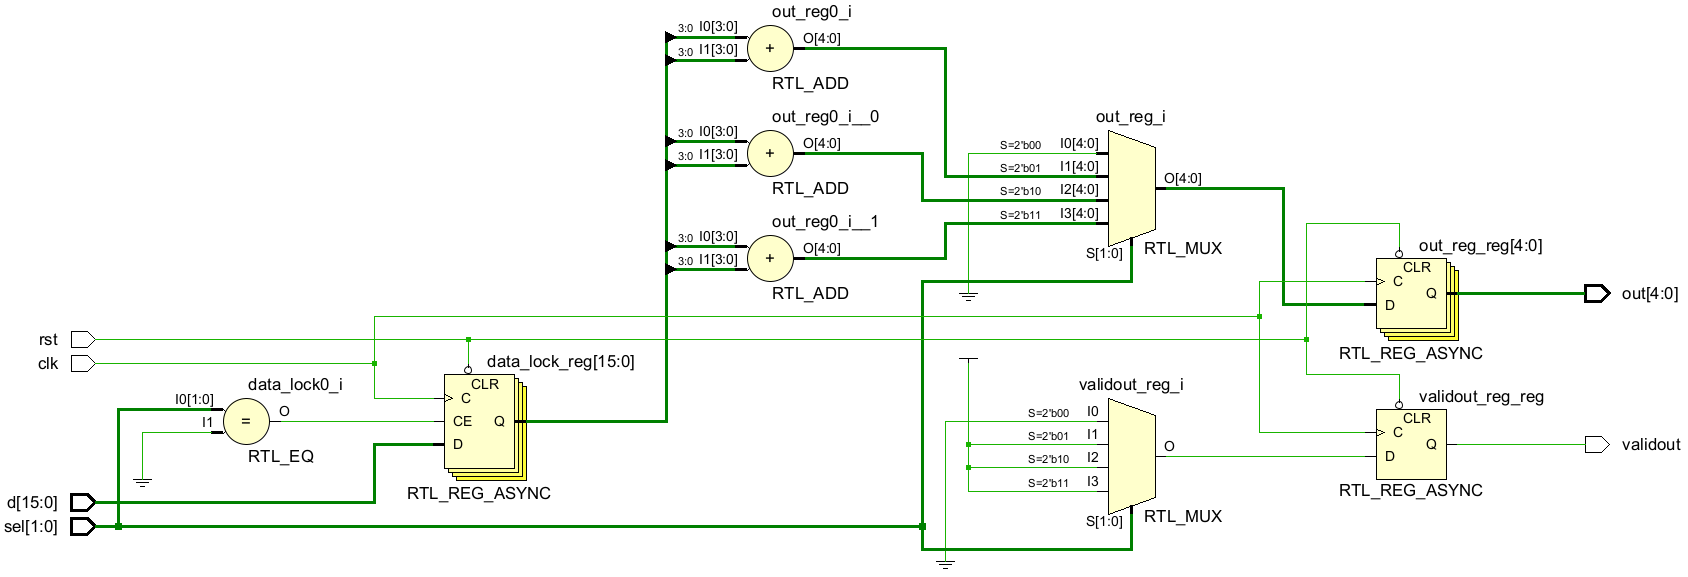 out_reg0_i
3:0 I0[3:0]
3:0 I1[3:0]
+
O[4:0]
RTL_ADD
out_reg0_i__0
3:0 I0[3:0]
3:0 I1[3:0]
+
O[4:0]
RTL_ADD
out_reg0_i__1
3:0 I0[3:0]
3:0 I1[3:0]
+
O[4:0]
RTL_ADD
out_reg_i
S=2'b00 I0[4:0]
S=2'b01 I1[4:0]
S=2'b10 I2[4:0]
S=2'b11 I3[4:0]
O[4:0]
S[1:0]
RTL_MUX
out_reg_reg[4:0]
CLR
C
Q
D
RTL_REG_ASYNC
out[4:0]
rst
clk
data_lock0_i
I0[1:0]
I1
=
O
RTL_EQ
data_lock_reg[15:0]
CLR
C
CE
Q
D
RTL_REG_ASYNC
d[15:0]
sel[1:0]
validout_reg_i
S=2'b00 I0
S=2'b01 I1
S=2'b10 I2
S=2'b11 I3
O
S[1:0]
RTL_MUX
validout_reg_reg
CLR
C
Q
D
RTL_REG_ASYNC
validout